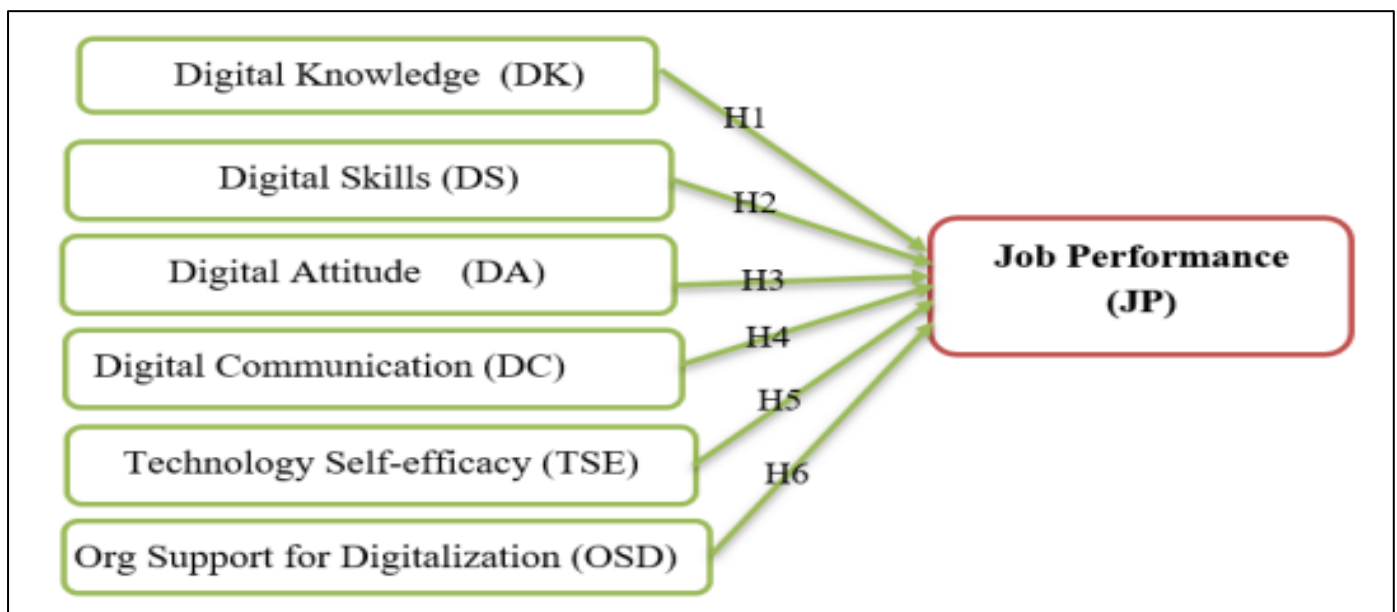 Digital Knowledge (DK)
H1
Digital Skills (DS)
H2
Digital Attitude (DA)
H3
Digital Communication (DC)
H4
Technology Self-efficacy (TSE)
H5
Org Support for Digitalization (OSD)
H6
Job Performance
(JP)